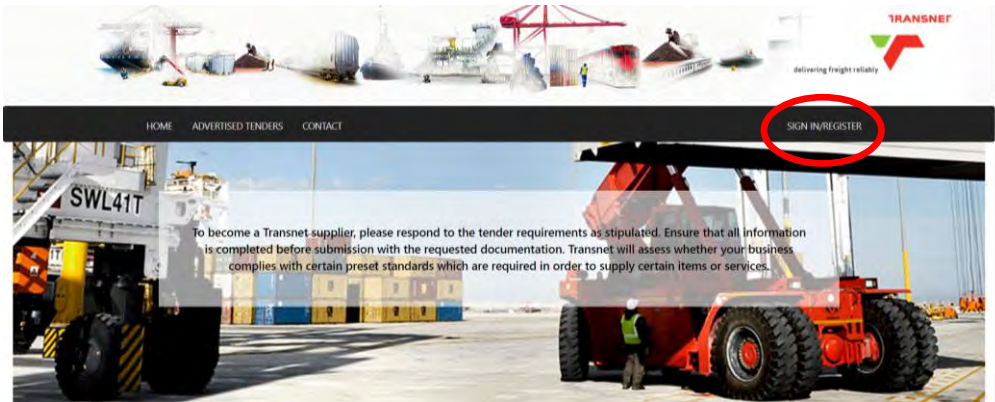 TRANSNET
delivering freight reliably
HOME ADVERTISED TENDERS CONTACT SIGN IN/REGISTER
SWL41T
To become a Transnet supplier, please respond to the tender requirements as stipulated. Ensure that all information
is completed before submission with the requested documentation. Transnet will assess whether your business
complies with certain preset standards which are required in order to supply certain items or services.